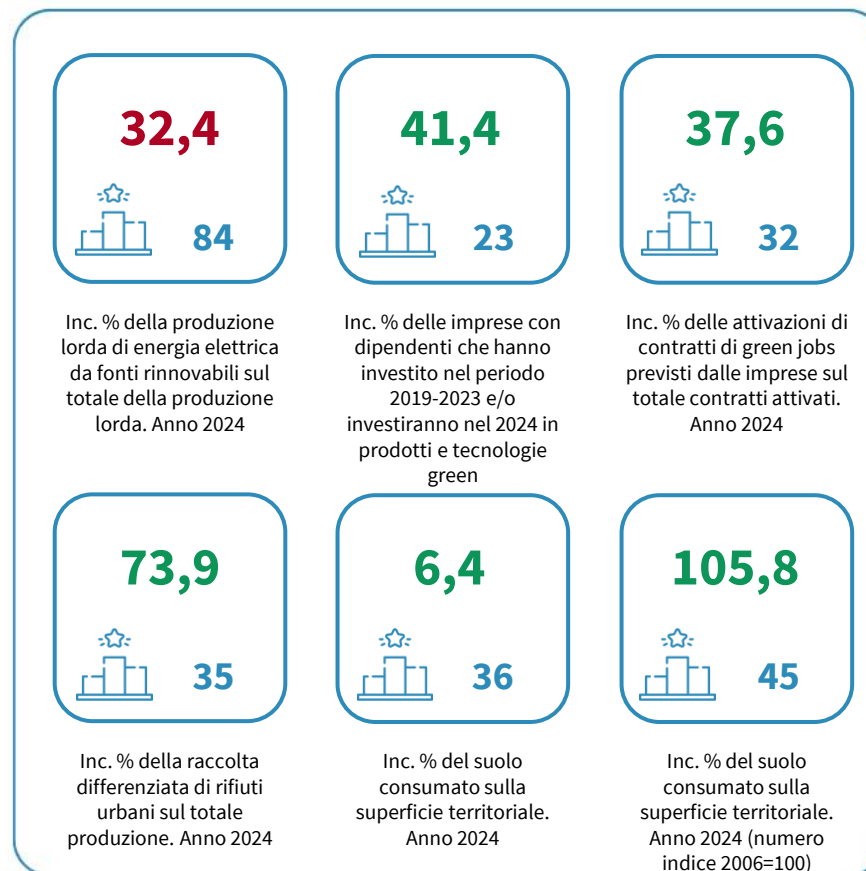 32,4
84
Inc. % della produzione
lorda di energia elettrica
da fonti rinnovabili sul
totale della produzione
lorda. Anno 2024
41,4
23
Inc. % delle imprese con
dipendenti che hanno
investito nel periodo
2019-2023 e/o
investiranno nel 2024 in
prodotti e tecnologie
green
37,6
32
Inc. % delle attivazioni di
contratti di green jobs
previsti dalle imprese sul
totale contratti attivati.
Anno 2024
73,9
35
Inc. % della raccolta
differenziata di rifiuti
urbani sul totale
produzione. Anno 2024
6,4
36
Inc. % del suolo
consumato sulla
superficie territoriale.
Anno 2024
105,8
45
Inc. % del suolo
consumato sulla
superficie territoriale.
Anno 2024 (numero
indice 2006=100)